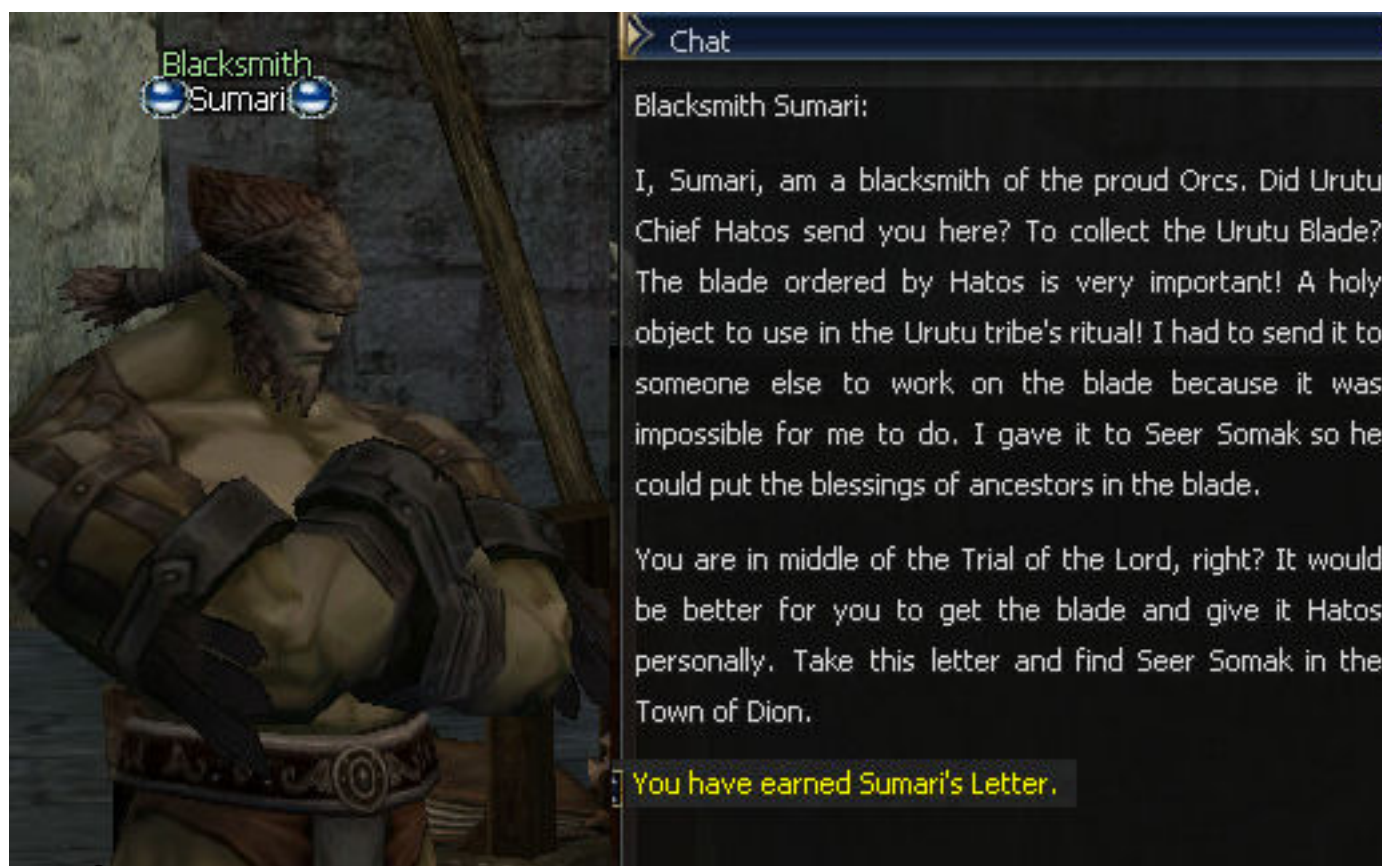 Blacksmith
Sumari
Chat
Blacksmith Sumari:
I, Sumari, am a blacksmith of the proud Orcs. Did Urutu
Chief Hatos send you here? To collect the Urutu Blade?
The blade ordered by Hatos is very important! A holy
object to use in the Urutu tribe's ritual! I had to send it to
someone else to work on the blade because it was
impossible for me to do. I gave it to Seer Somak so he
could put the blessings of ancestors in the blade.
You are in middle of the Trial of the Lord, right? It would
be better for you to get the blade and give it Hatos
personally. Take this letter and find Seer Somak in the
Town of Dion.
You have earned Sumari's Letter.